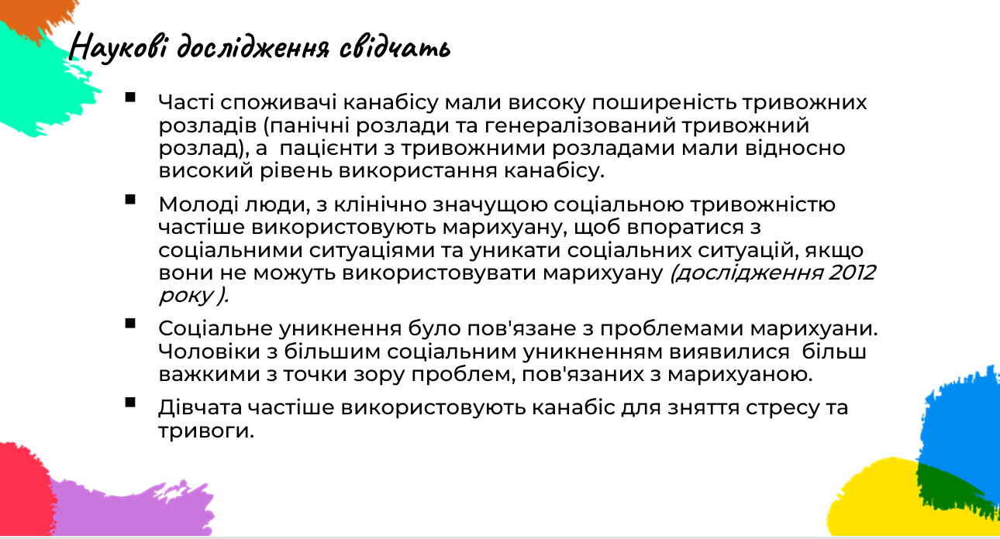 Наукові дослідження свідчать
▪ Часті споживачі канабісу мали високу поширеність тривожних
розладів (панічні розлади та генералізований тривожний
розлад), а  пацієнти з тривожними розладами мали відносно
високий рівень використання канабісу.
▪ Молоді люди, з клінічно значущою соціальною тривожністю
частіше використовують марихуану, щоб впоратися з
соціальними ситуаціями та уникати соціальних ситуацій, якщо
вони не можуть використовувати марихуану (дослідження 2012
року ).
▪ Соціальне уникнення було пов'язане з проблемами марихуани.
Чоловіки з більшим соціальним уникненням виявилися  більш
важкими з точки зору проблем, пов'язаних з марихуаною.
▪ Дівчата частіше використовують канабіс для зняття стресу та
тривоги.